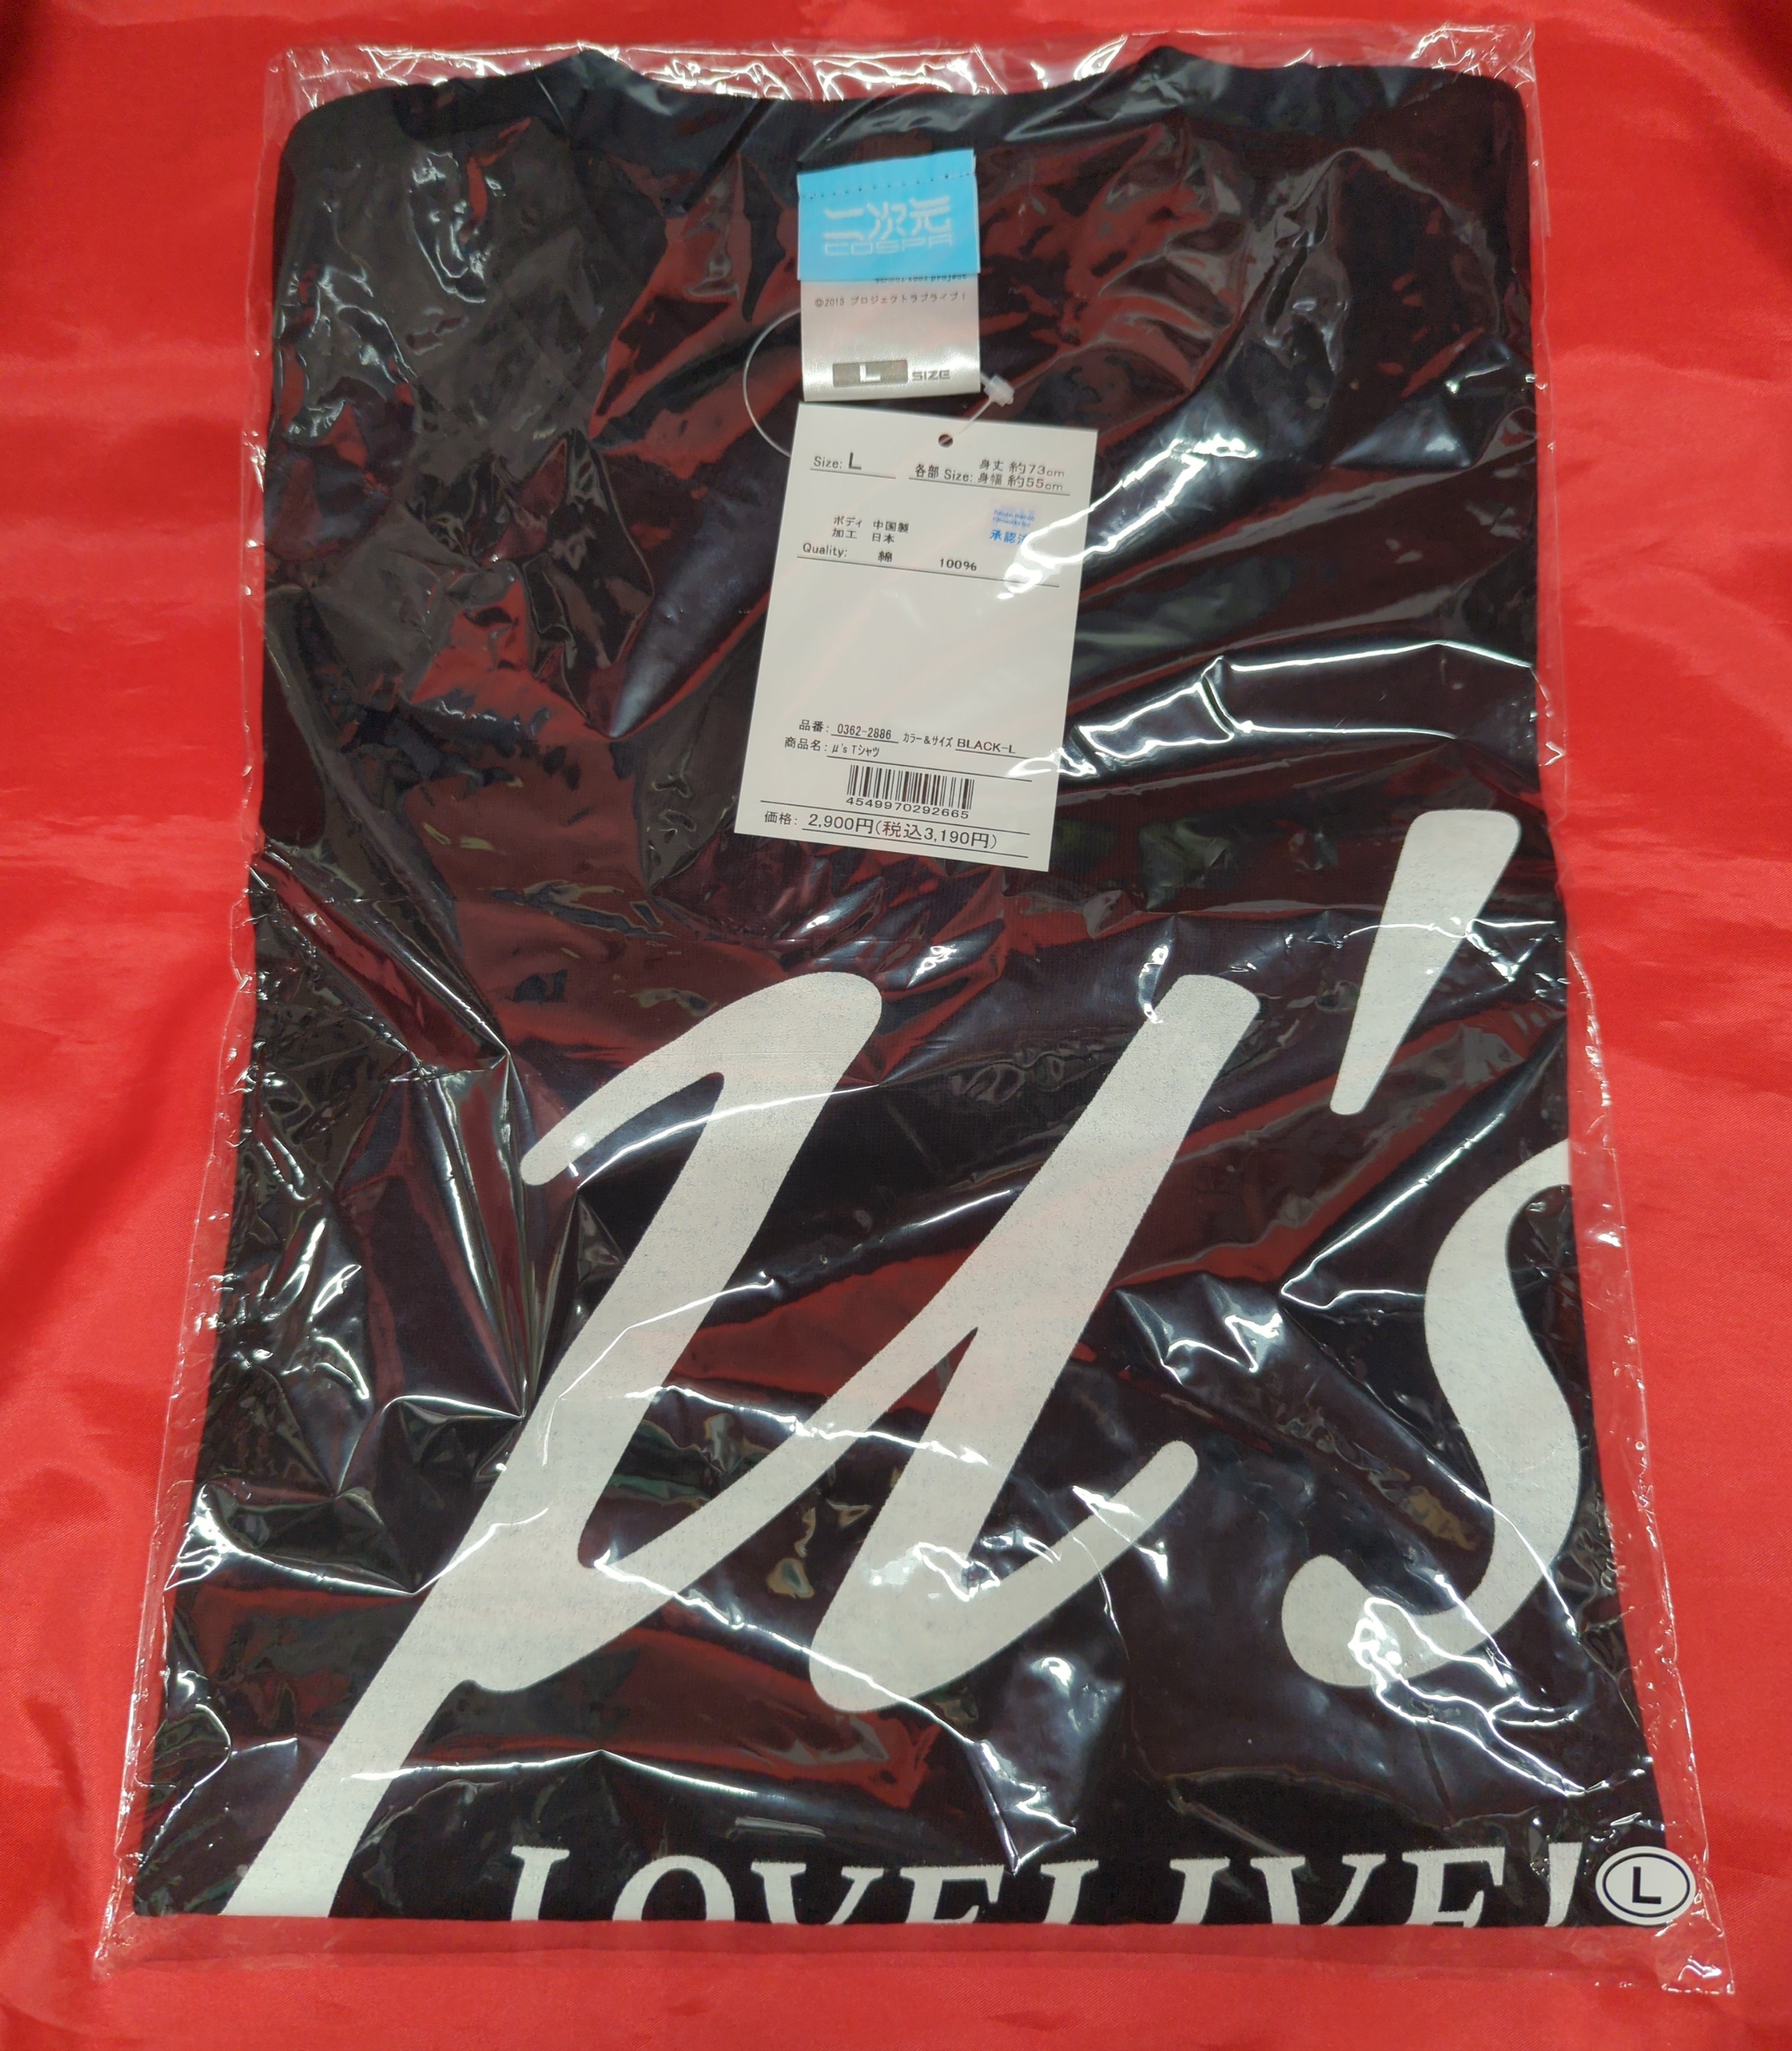 二次元
COSPA
©2013 プロジェクトラブライブ！
L SIZE
Size: L
各部 Size: 身丈 約73cm
身幅 約55cm
ボディ 中国製
加工 日本
Quality: 綿 100%
承認済
品番: 0362-2886 カラー&サイズ BLACK-L
商品名: μ's Tシャツ
4549970292665
価格: 2,900円(税込3,190円)
μ's
LOVELIVE!
L